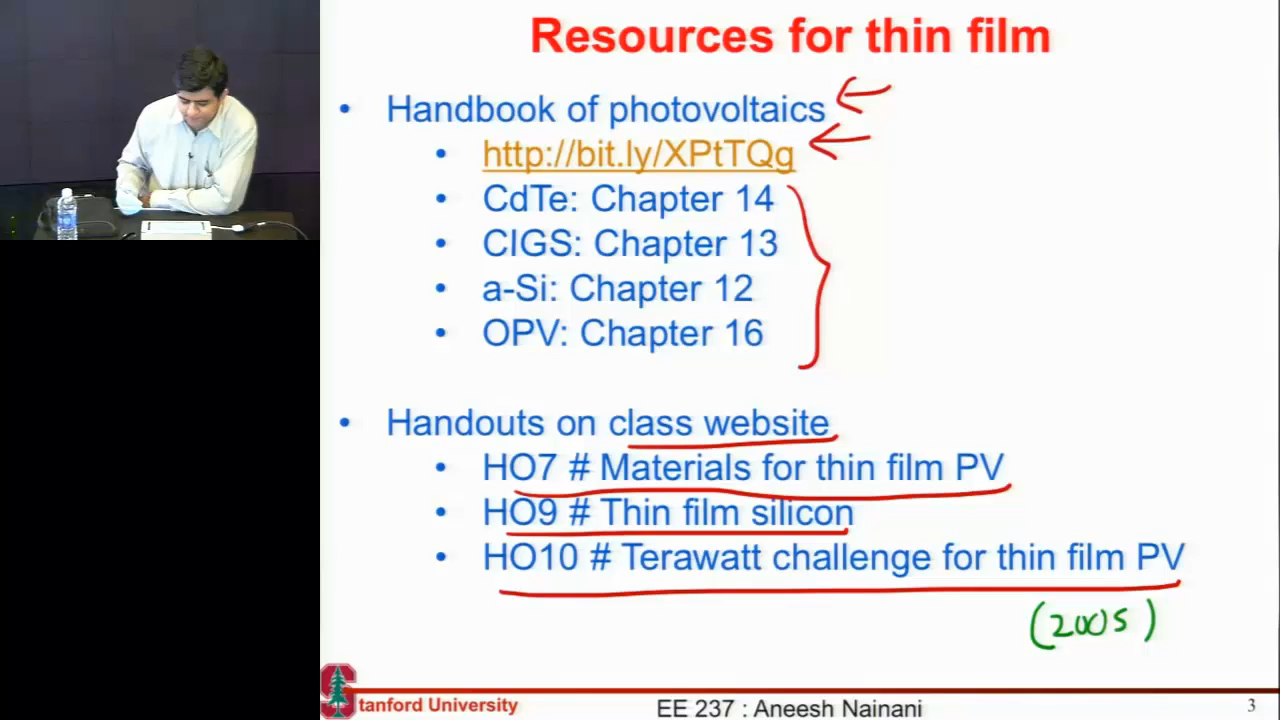 Resources for thin film
• Handbook of photovoltaics
• http://bit.ly/XPtTQg
• CdTe: Chapter 14
• CIGS: Chapter 13
• a-Si: Chapter 12
• OPV: Chapter 16
• Handouts on class website
• HO7 # Materials for thin film PV
• HO9 # Thin film silicon
• HO10 # Terawatt challenge for thin film PV
(2005)
Stanford University
EE 237 : Aneesh Nainani
3